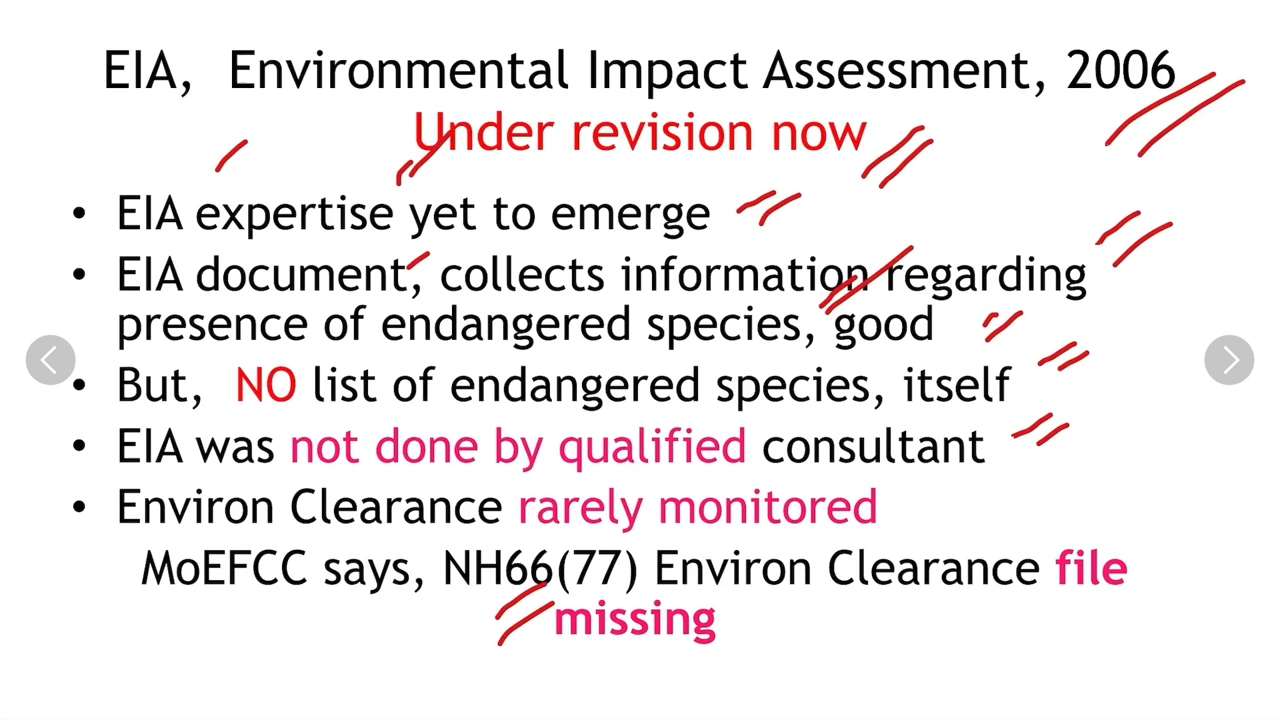 EIA,  Environmental Impact Assessment, 2006
Under revision now
• EIA expertise yet to emerge
• EIA document, collects information regarding
presence of endangered species, good
• But,  NO list of endangered species, itself
• EIA was not done by qualified consultant
• Environ Clearance rarely monitored
MoEFCC says, NH66(77) Environ Clearance file
missing